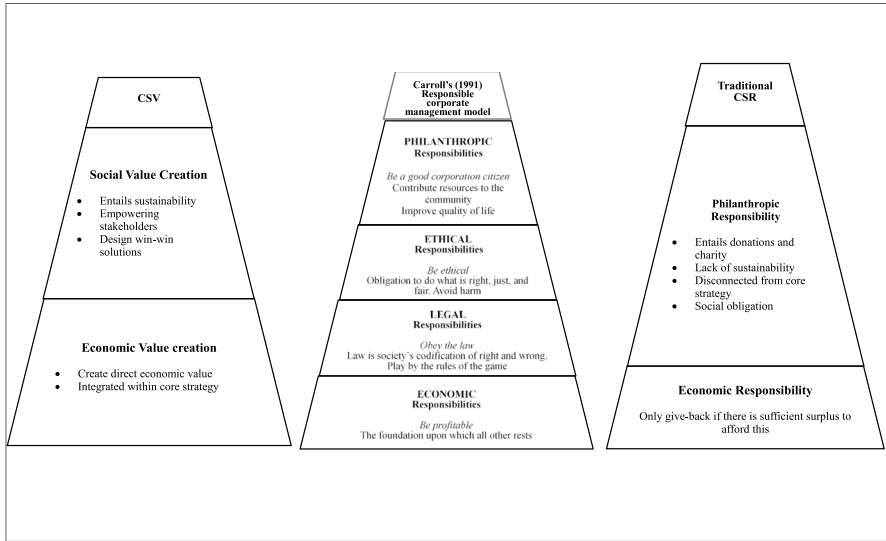 CSV
Social Value Creation
• Entails sustainability
• Empowering
stakeholders
• Design win-win
solutions
Economic Value creation
• Create direct economic value
• Integrated within core strategy
Carroll's (1991)
Responsible
corporate
management model
PHILANTHROPIC
Responsibilities
Be a good corporation citizen
Contribute resources to the
community
Improve quality of life
ETHICAL
Responsibilities
Be ethical
Obligation to do what is right, just, and
fair. Avoid harm
LEGAL
Responsibilities
Obey the law
Law is society's codification of right and wrong.
Play by the rules of the game
ECONOMIC
Responsibilities
Be profitable
The foundation upon which all other rests
Traditional
CSR
Philanthropic
Responsibility
• Entails donations and
charity
• Lack of sustainability
• Disconnected from core
strategy
• Social obligation
Economic Responsibility
Only give-back if there is sufficient surplus to
afford this